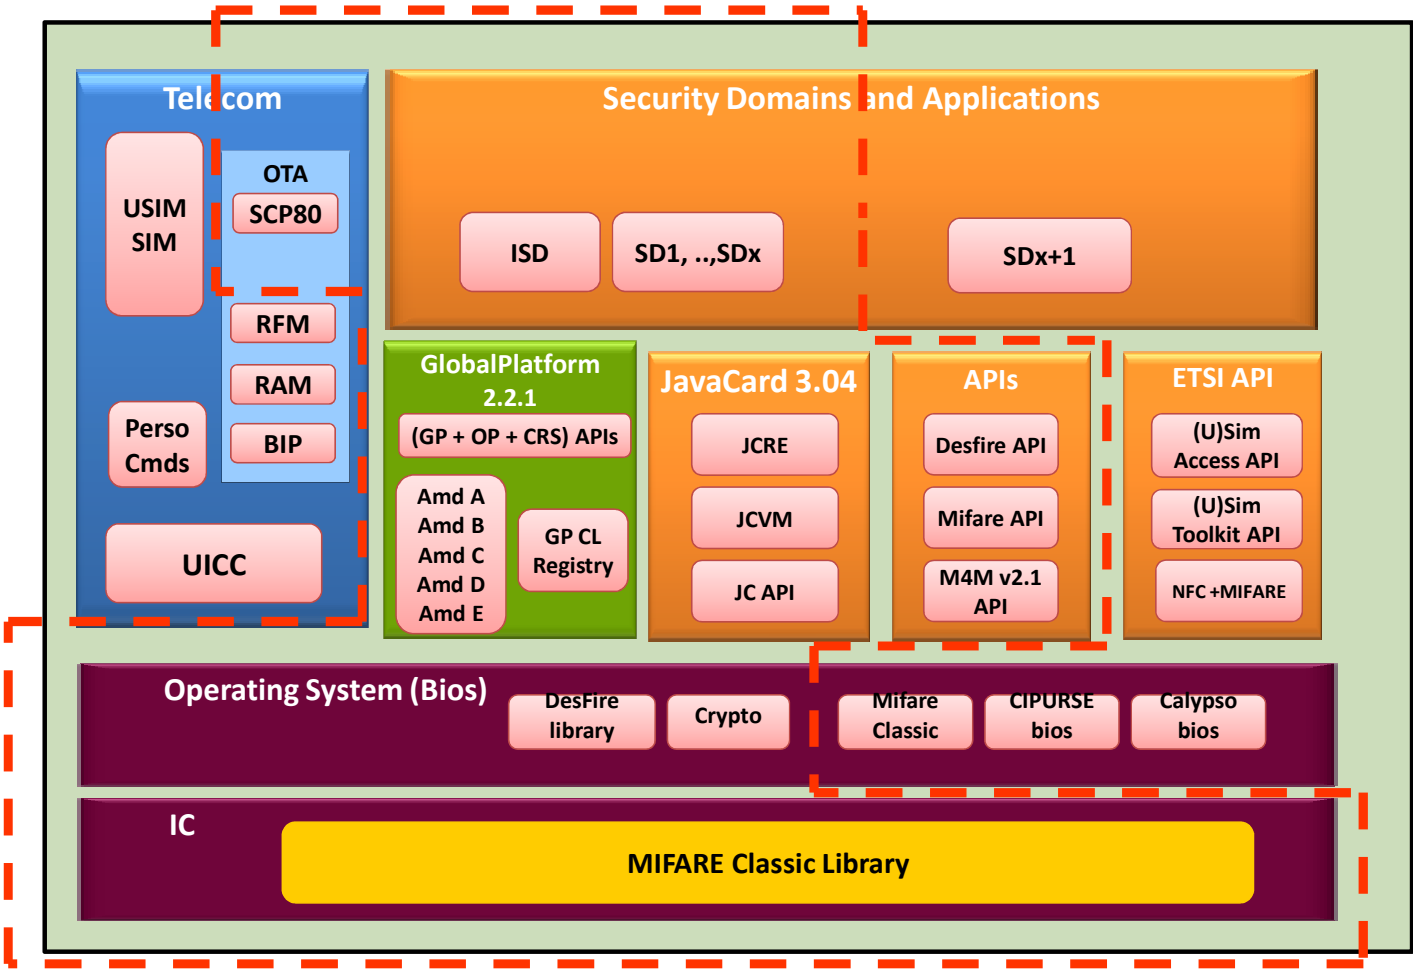 Telecom
USIM
SIM
OTA
SCP80
RFM
RAM
BIP
Perso
Cmds
UICC
Security Domains and Applications
ISD
SD1, ..,SDx
SDx+1
GlobalPlatform
2.2.1
(GP + OP + CRS) APIs
Amd A
Amd B
Amd C
Amd D
Amd E
GP CL
Registry
JavaCard 3.04
JCRE
JCVM
JC API
APIs
Desfire API
Mifare API
M4M v2.1
API
ETSI API
(U)Sim
Access API
(U)Sim
Toolkit API
NFC +MIFARE
Operating System (Bios)
DesFire
library
Crypto
Mifare
Classic
CIPURSE
bios
Calypso
bios
IC
MIFARE Classic Library